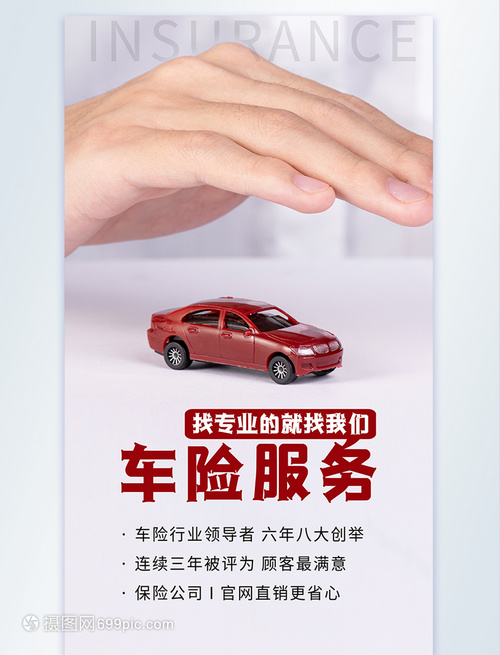 INSURANCE
找专业的就找我们
车险服务
· 车险行业领导者 六年八大创举
· 连续三年被评为 顾客最满意
· 保险公司 | 官网直销更省心
摄图网699pic.com